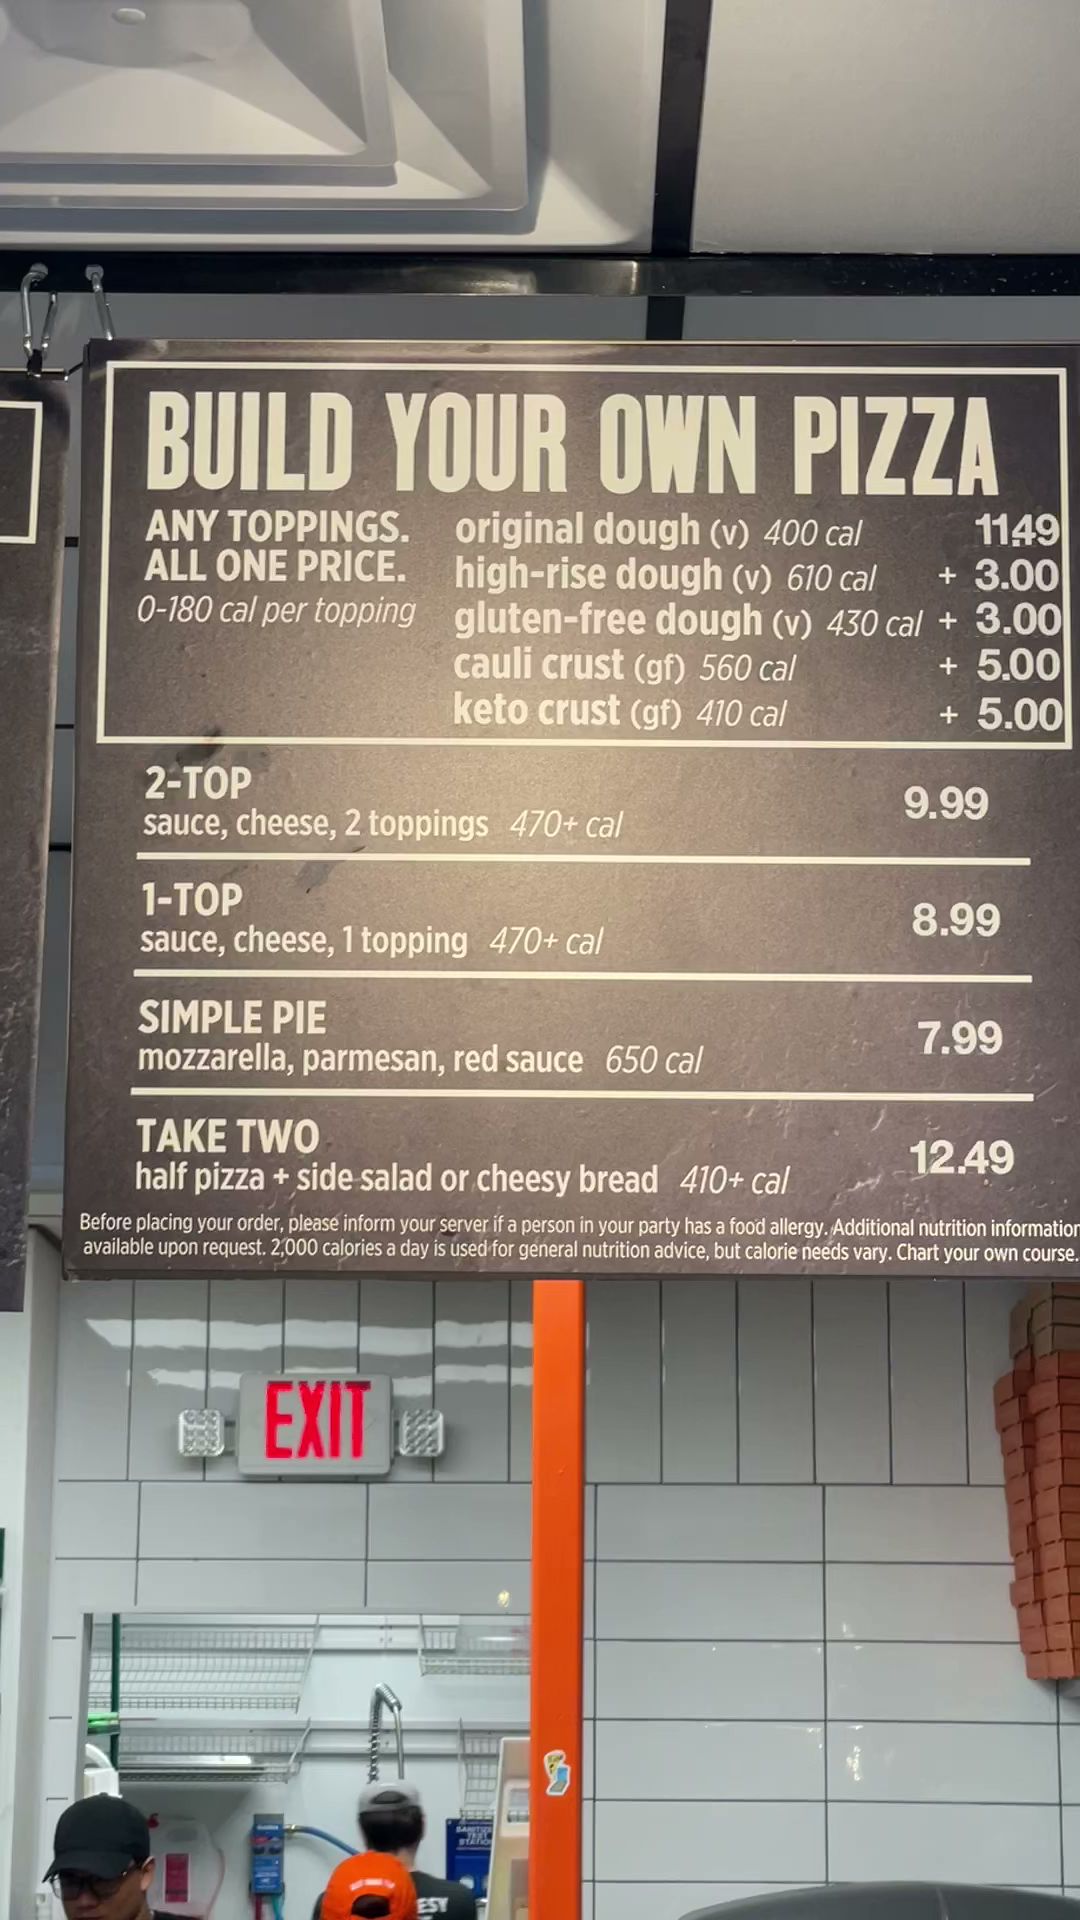 BUILD YOUR OWN PIZZA
ANY TOPPINGS.
ALL ONE PRICE.
0-180 cal per topping
original dough (v) 400 cal 11.49
high-rise dough (v) 610 cal + 3.00
gluten-free dough (v) 430 cal + 3.00
cauli crust (gf) 560 cal + 5.00
keto crust (gf) 410 cal + 5.00
2-TOP
sauce, cheese, 2 toppings 470+ cal 9.99
1-TOP
sauce, cheese, 1 topping 470+ cal 8.99
SIMPLE PIE
mozzarella, parmesan, red sauce 650 cal 7.99
TAKE TWO
half pizza + side salad or cheesy bread 410+ cal 12.49
Before placing your order, please inform your server if a person in your party has a food allergy. Additional nutrition information
available upon request. 2,000 calories a day is used for general nutrition advice, but calorie needs vary. Chart your own course.
EXIT
TEST
STATION
ESY